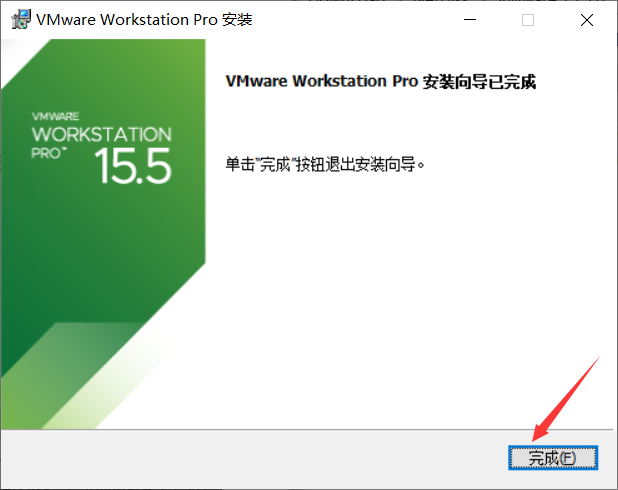 VMware Workstation Pro 安装
VMware Workstation Pro 安装向导已完成
VMWARE
WORKSTATION
PRO™ 15.5
单击"完成"按钮退出安装向导。
完成(F)